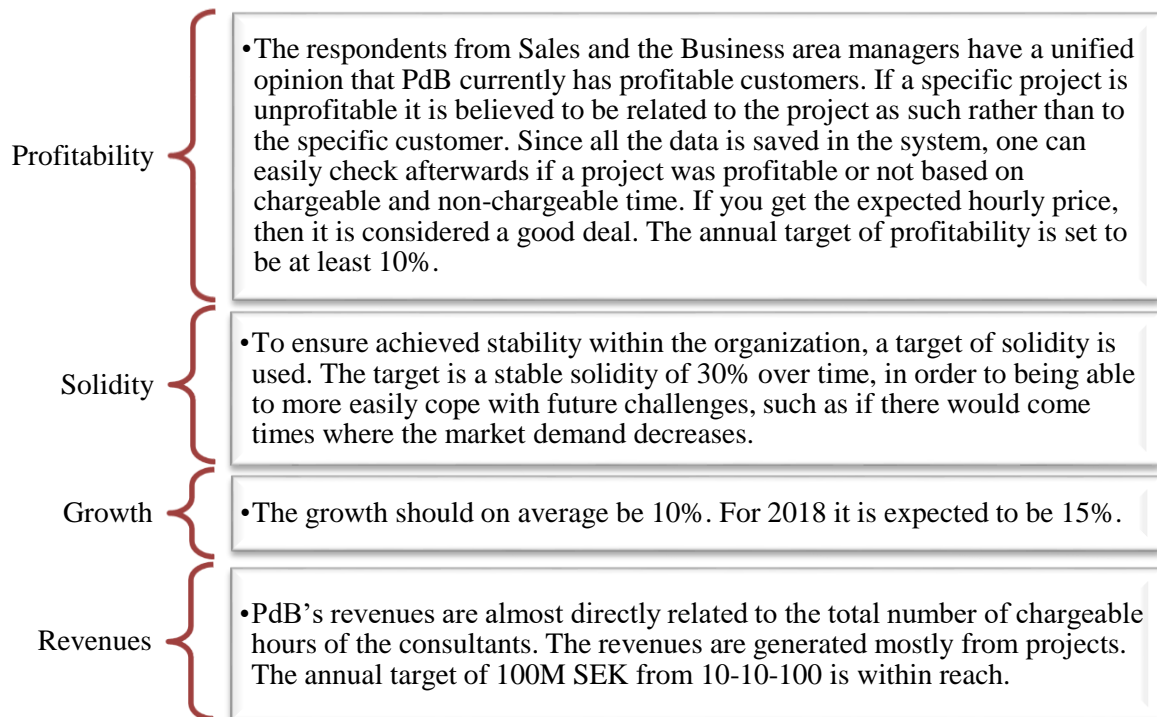 Profitability
•The respondents from Sales and the Business area managers have a unified
opinion that PdB currently has profitable customers. If a specific project is
unprofitable it is believed to be related to the project as such rather than to
the specific customer. Since all the data is saved in the system, one can
easily check afterwards if a project was profitable or not based on
chargeable and non-chargeable time. If you get the expected hourly price,
then it is considered a good deal. The annual target of profitability is set to
be at least 10%.
Solidity
•To ensure achieved stability within the organization, a target of solidity is
used. The target is a stable solidity of 30% over time, in order to being able
to more easily cope with future challenges, such as if there would come
times where the market demand decreases.
Growth
•The growth should on average be 10%. For 2018 it is expected to be 15%.
Revenues
•PdB’s revenues are almost directly related to the total number of chargeable
hours of the consultants. The revenues are generated mostly from projects.
The annual target of 100M SEK from 10-10-100 is within reach.